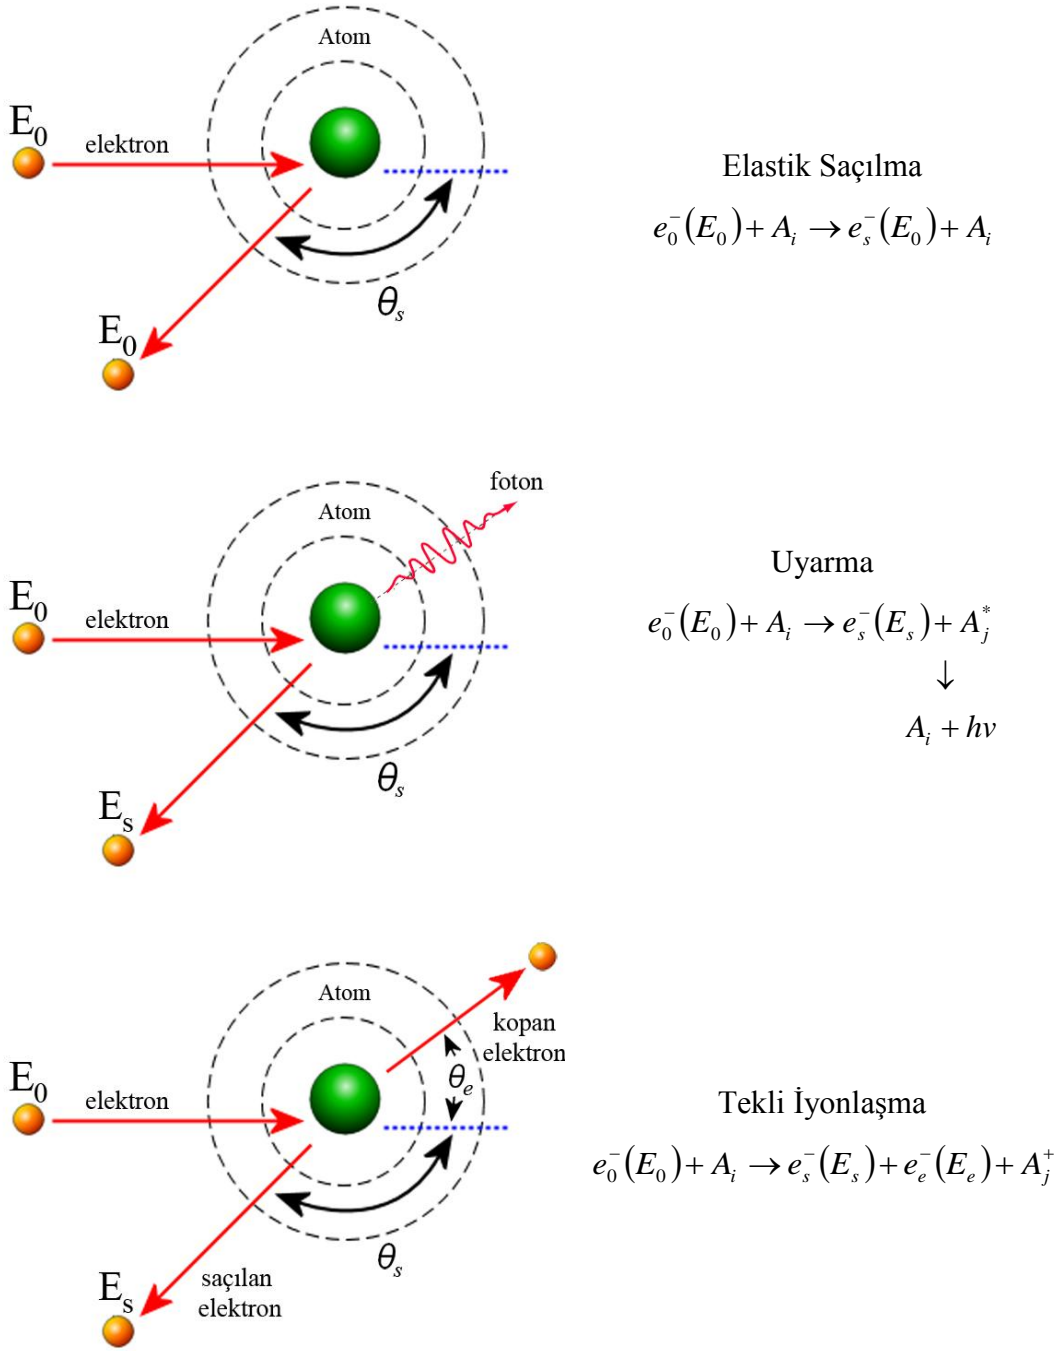 Atom
E₀
elektron
θₛ
E₀
Elastik Saçılma
e₀⁻(E₀) + Aᵢ → eₛ⁻(E₀) + Aᵢ
foton
Atom
E₀
elektron
θₛ
Eₛ
Uyarma
e₀⁻(E₀) + Aᵢ → eₛ⁻(Eₛ) + Aⱼ*
↓
Aᵢ + hν
Atom
kopan
elektron
E₀
elektron
θₑ
θₛ
saçılan
elektron
Eₛ
Tekli İyonlaşma
e₀⁻(E₀) + Aᵢ → eₛ⁻(Eₛ) + eₑ⁻(Eₑ) + Aⱼ⁺